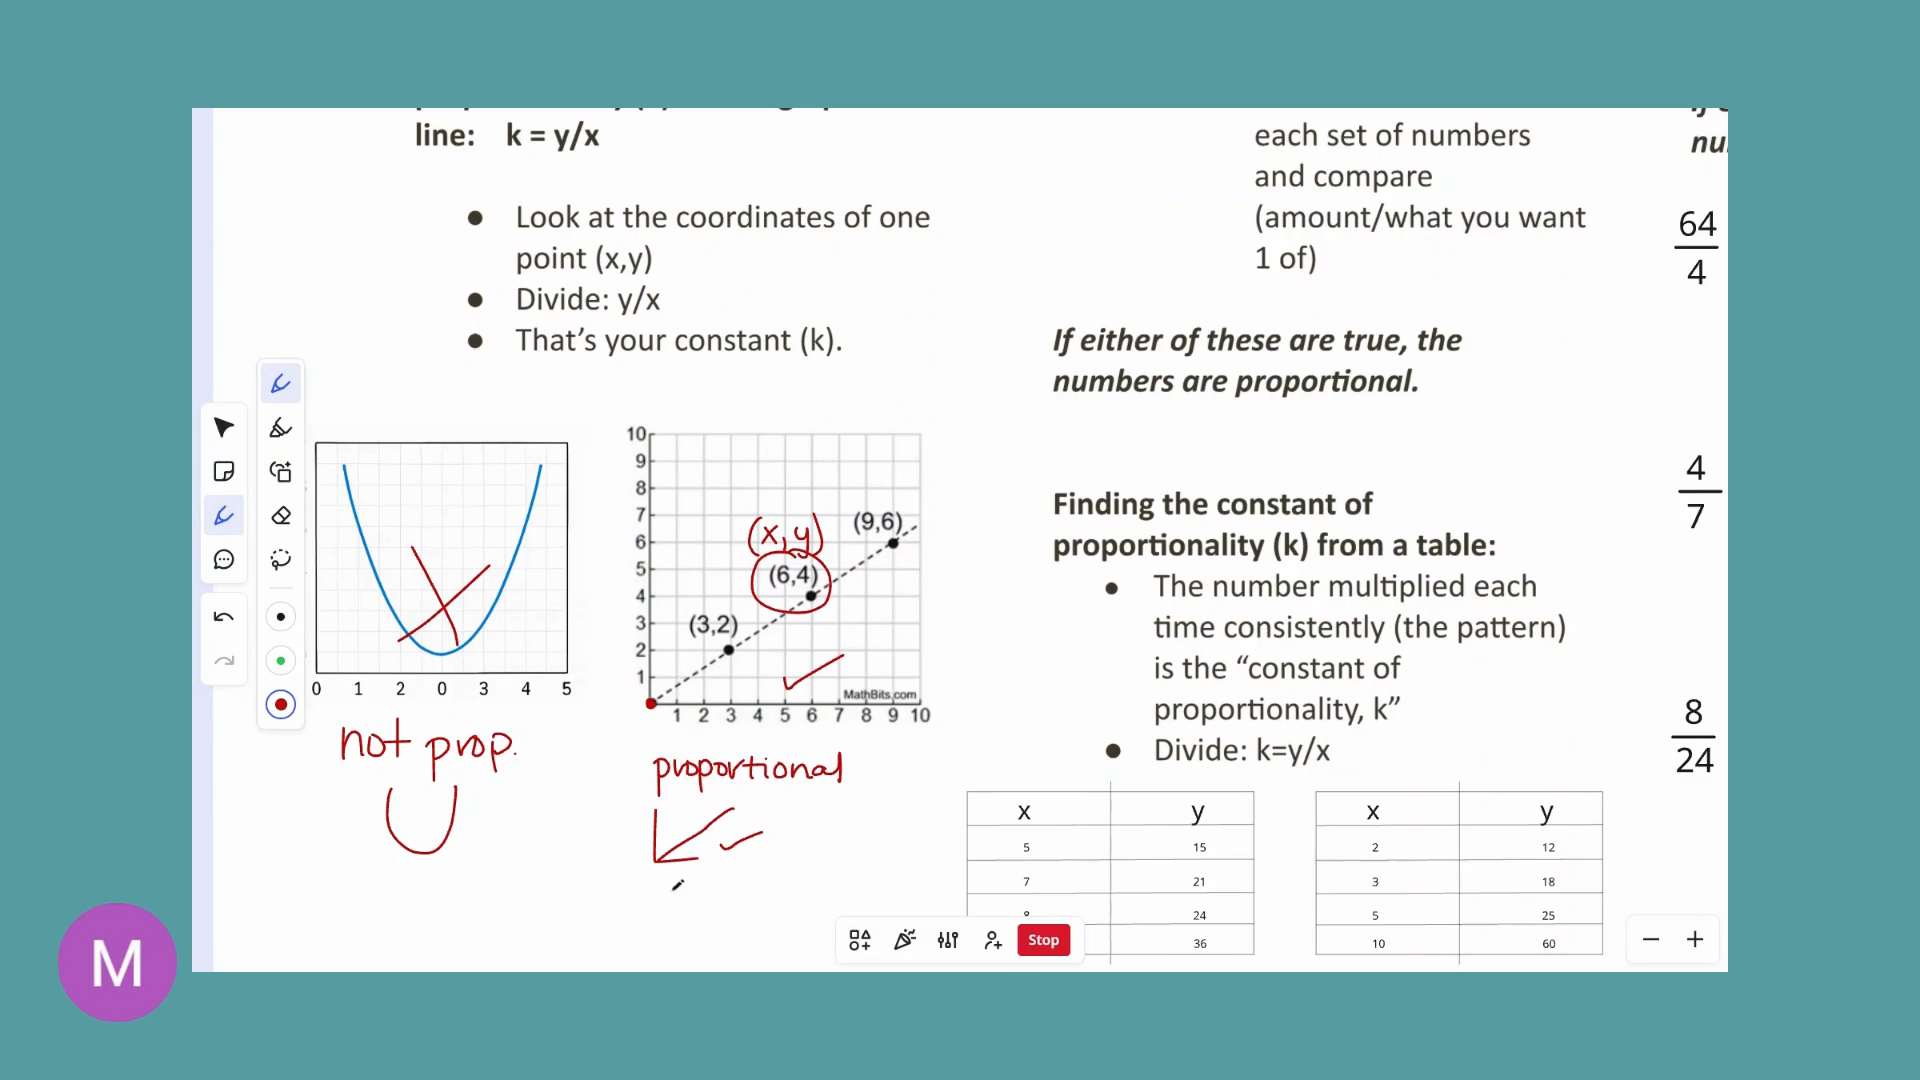 line: k = y/x
● Look at the coordinates of one
point (x,y)
● Divide: y/x
● That’s your constant (k).
0 1 2 0 3 4 5
not prop.
10
9
8
7
6
5
4
3
2
1
(x,y)
(9,6)
(6,4)
(3,2)
MathBits.com
1 2 3 4 5 6 7 8 9 10
proportional
each set of numbers
and compare
(amount/what you want
1 of)
If either of these are true, the
numbers are proportional.
Finding the constant of
proportionality (k) from a table:
● The number multiplied each
time consistently (the pattern)
is the “constant of
proportionality, k”
● Divide: k=y/x
x y
5 15
7 21
24
36
x y
2 12
3 18
5 25
10 60
64
4
4
7
8
24
Stop
M